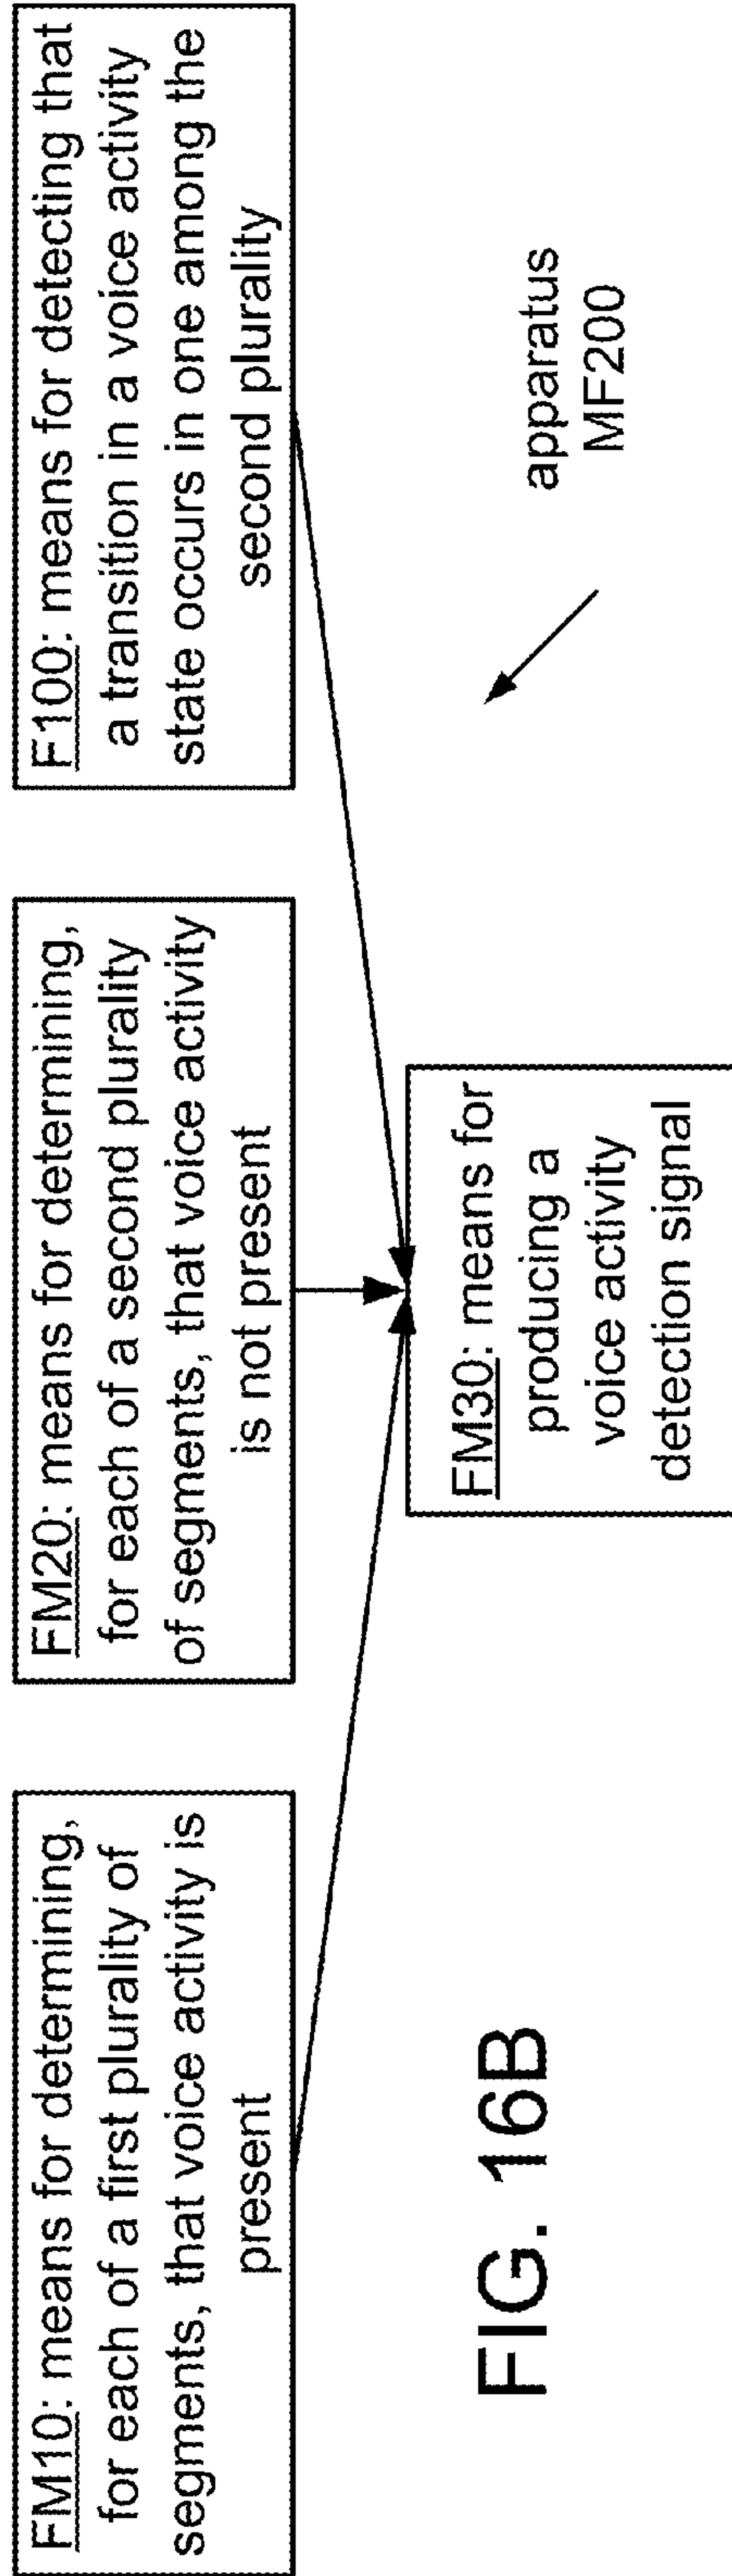 FM10: means for determining,
for each of a first plurality of
segments, that voice activity is
present
FM20: means for determining,
for each of a second plurality
of segments, that voice activity
is not present
F100: means for detecting that
a transition in a voice activity
state occurs in one among the
second plurality
FM30: means for
producing a
voice activity
detection signal
apparatus
MF200
FIG. 16B